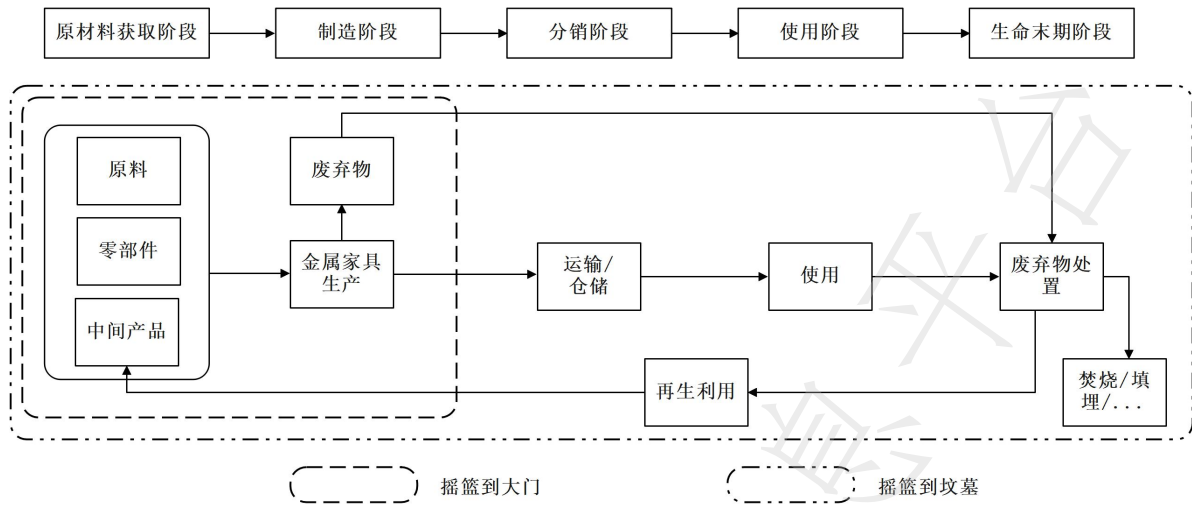 原材料获取阶段
制造阶段
分销阶段
使用阶段
生命末期阶段
原料
废弃物
零部件
金属家具
生产
运输/
仓储
使用
废弃物处
置
中间产品
再生利用
焚烧/填
埋/...
摇篮到大门
摇篮到坟墓